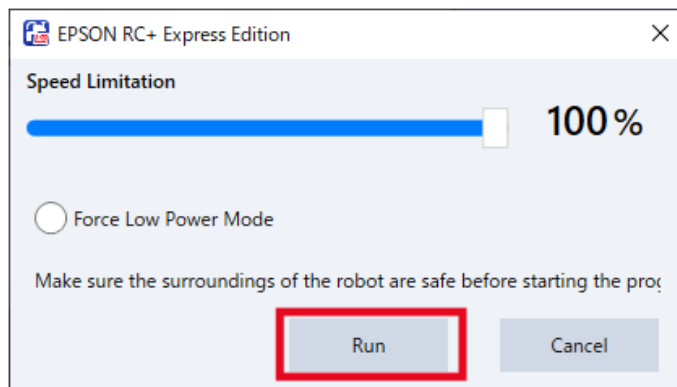 EPSON RC+ Express Edition
Speed Limitation
100 %
Force Low Power Mode
Make sure the surroundings of the robot are safe before starting the
Run Cancel